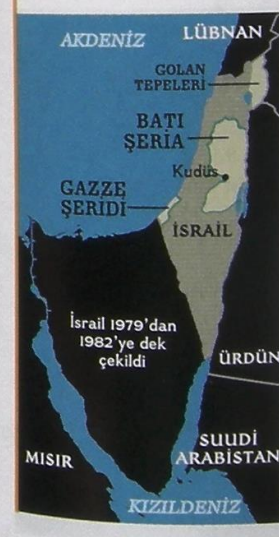 AKDENİZ
LÜBNAN
GOLAN
TEPELERİ
BATI
ŞERİA
Kudüs
GAZZE
ŞERİDİ
İSRAİL
İsrail 1979'dan
1982'ye dek
çekildi
ÜRDÜN
MISIR
SUUDİ
ARABİSTAN
KIZILDENİZ